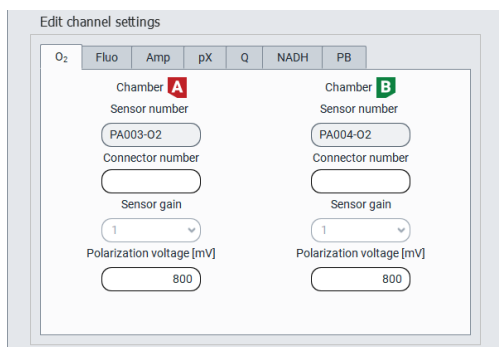 Edit channel settings
O₂ Fluo Amp pX Q NADH PB
Chamber A Chamber B
Sensor number Sensor number
PA003-O2 PA004-O2
Connector number Connector number
Sensor gain Sensor gain
1 1
Polarization voltage [mV] Polarization voltage [mV]
800 800